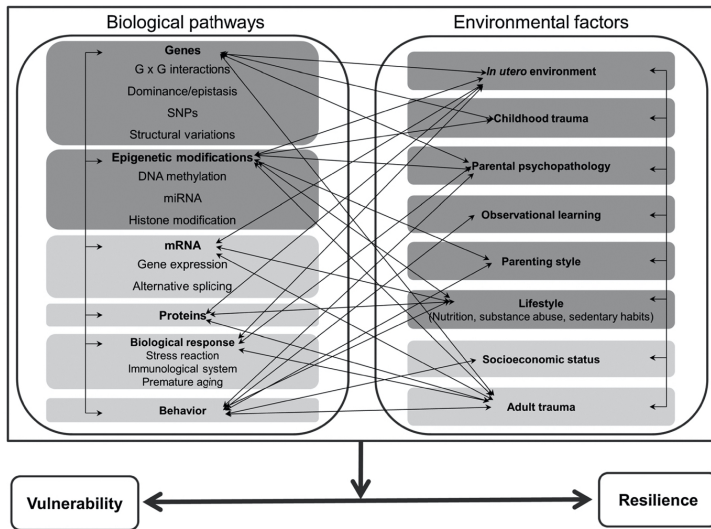 Biological pathways
Genes
G x G interactions
Dominance/epistasis
SNPs
Structural variations
Epigenetic modifications
DNA methylation
miRNA
Histone modification
mRNA
Gene expression
Alternative splicing
Proteins
Biological response
Stress reaction
Immunological system
Premature aging
Behavior
Environmental factors
In utero environment
Childhood trauma
Parental psychopathology
Observational learning
Parenting style
Lifestyle
(Nutrition, substance abuse, sedentary habits)
Socioeconomic status
Adult trauma
Vulnerability
Resilience